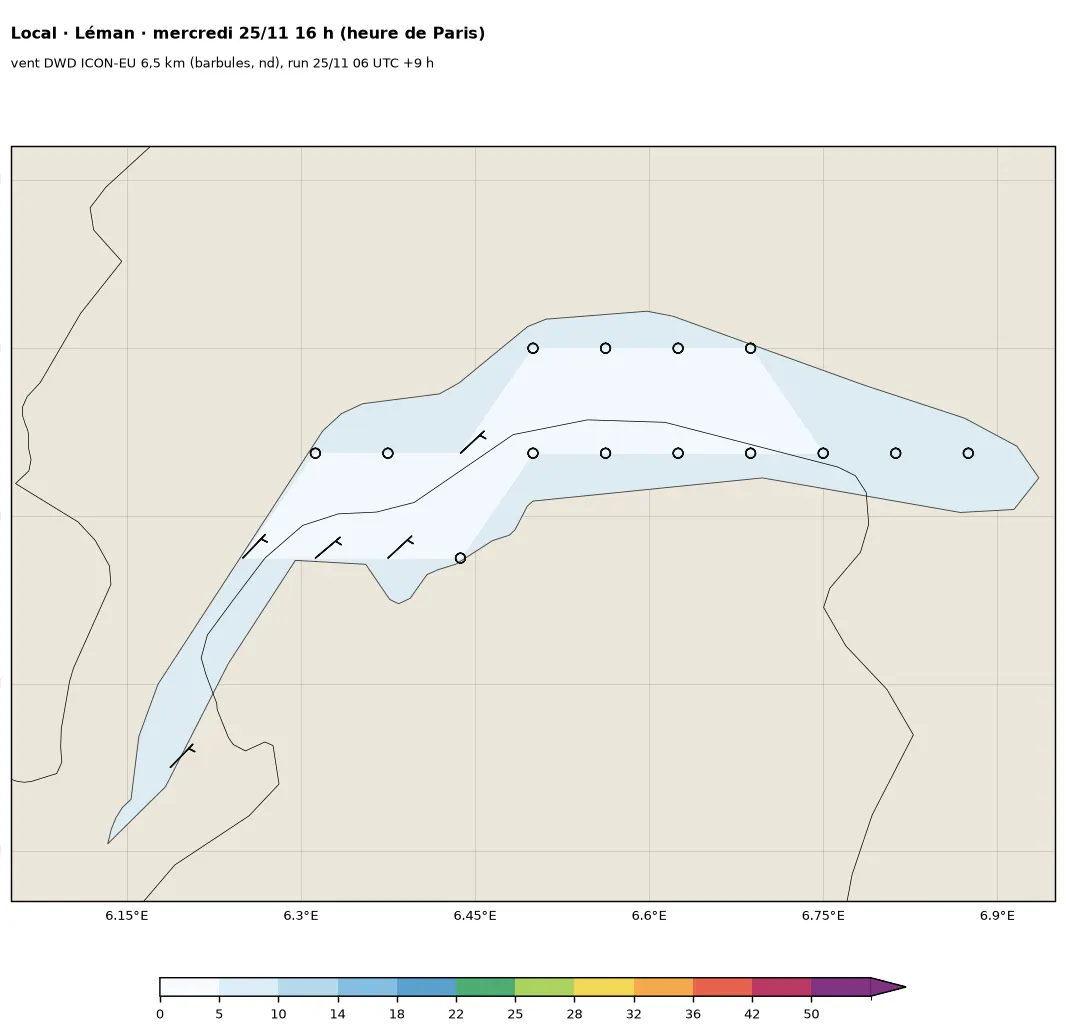 Local · Léman · mercredi 25/11 16 h (heure de Paris)
vent DWD ICON-EU 6,5 km (barbules, nd), run 25/11 06 UTC +9 h
6.15°E 6.3°E 6.45°E 6.6°E 6.75°E 6.9°E
0 5 10 14 18 22 25 28 32 36 42 50